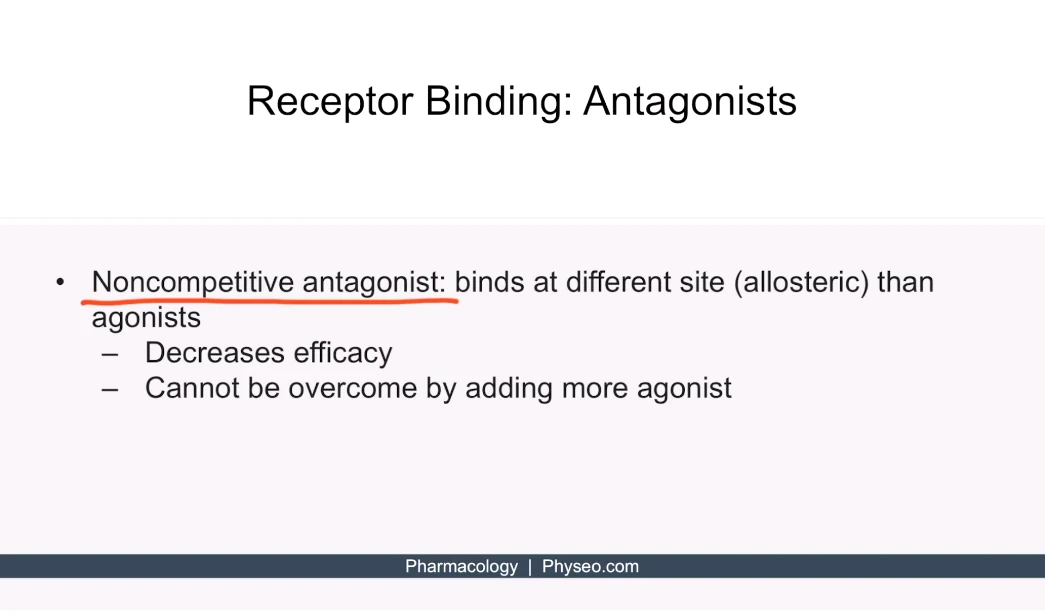 Receptor Binding: Antagonists
• Noncompetitive antagonist: binds at different site (allosteric) than
agonists
– Decreases efficacy
– Cannot be overcome by adding more agonist
Pharmacology | Physeo.com